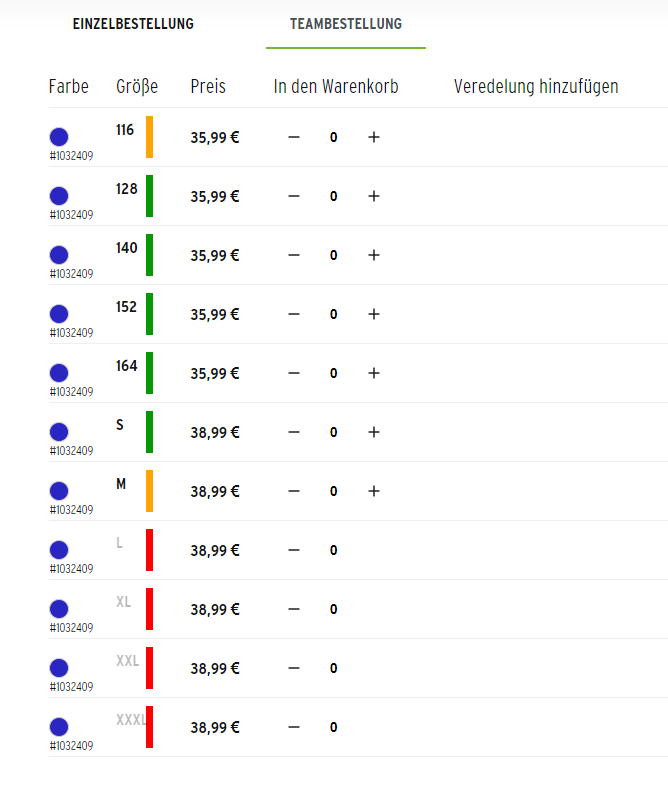 EINZELBESTELLUNG TEAMBESTELLUNG
Farbe Größe Preis In den Warenkorb Veredelung hinzufügen
116 35,99 € — 0 +
#1032409
128 35,99 € — 0 +
#1032409
140 35,99 € — 0 +
#1032409
152 35,99 € — 0 +
#1032409
164 35,99 € — 0 +
#1032409
S 38,99 € — 0 +
#1032409
M 38,99 € — 0 +
#1032409
L 38,99 € — 0
#1032409
XL 38,99 € — 0
#1032409
XXL 38,99 € — 0
#1032409
XXXL 38,99 € — 0
#1032409